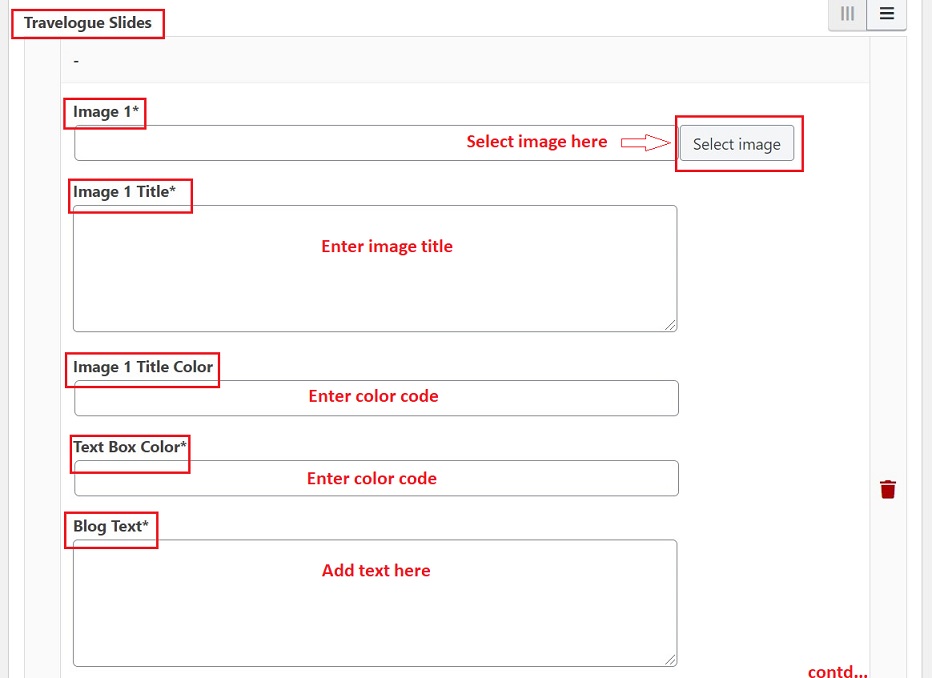 Travelogue Slides
-
Image 1*
Select image here
Select image
Image 1 Title*
Enter image title
Image 1 Title Color
Enter color code
Text Box Color*
Enter color code
Blog Text*
Add text here
contd...